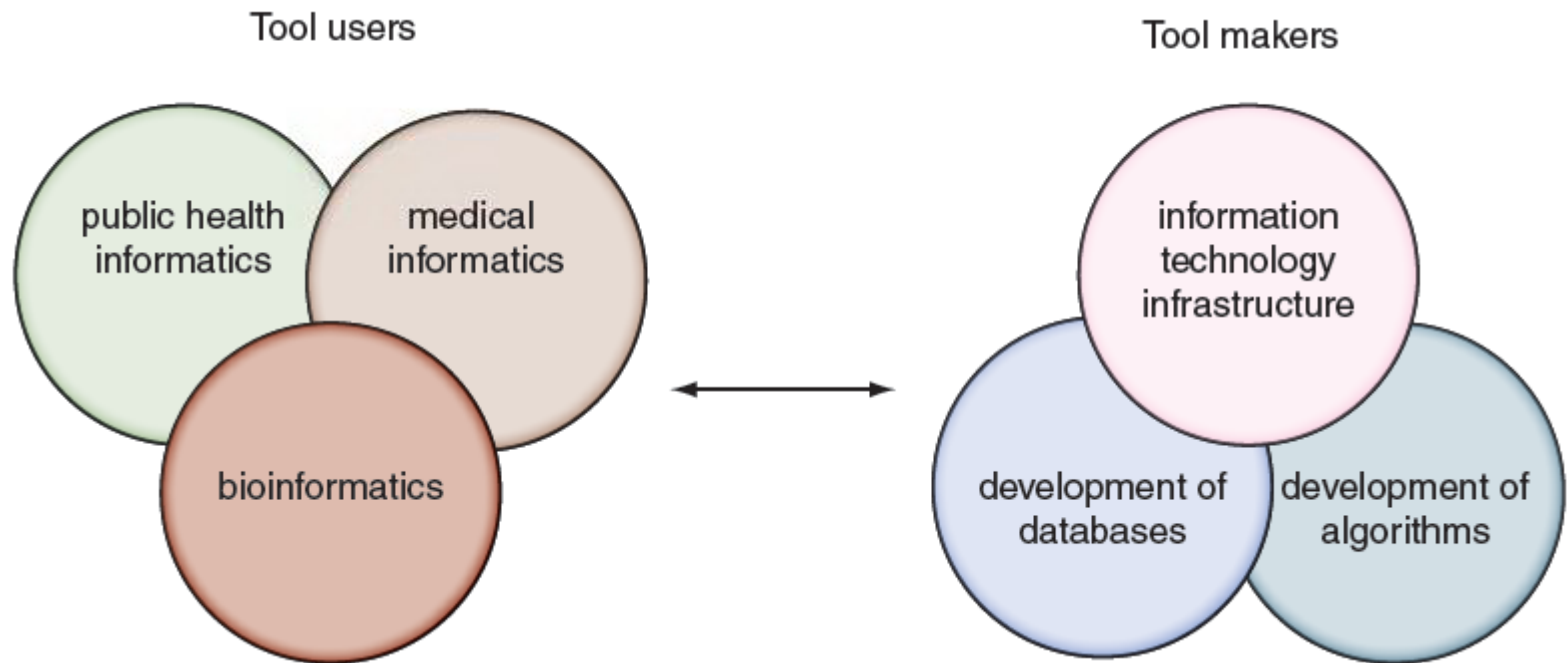 Tool users
Tool makers
public health
informatics
medical
informatics
bioinformatics
information
technology
infrastructure
development of
databases
development of
algorithms